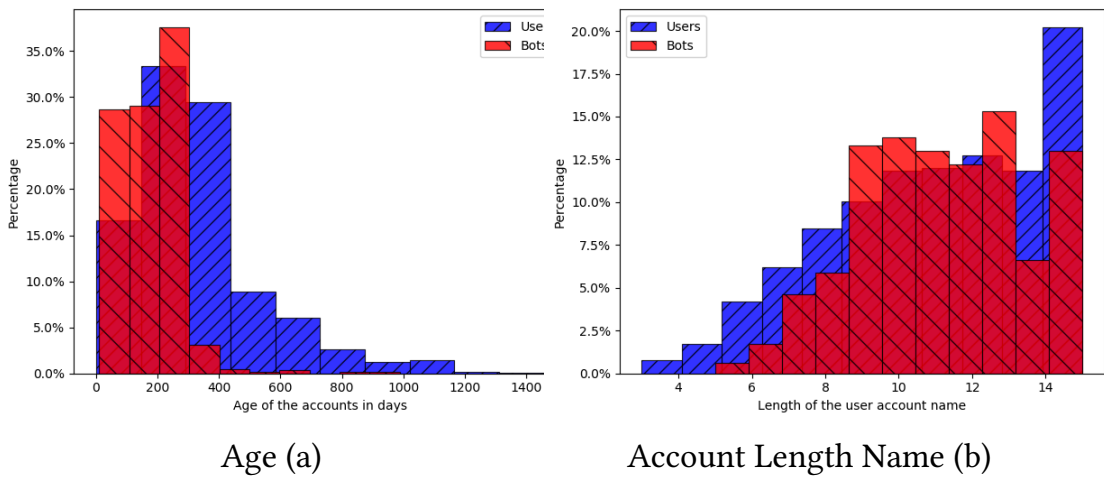 Users
Bots
35.0%
30.0%
25.0%
20.0%
15.0%
10.0%
5.0%
0.0%
Percentage
0 200 400 600 800 1000 1200 1400
Age of the accounts in days
Age (a)
Users
Bots
20.0%
17.5%
15.0%
12.5%
10.0%
7.5%
5.0%
2.5%
0.0%
Percentage
4 6 8 10 12 14
Length of the user account name
Account Length Name (b)